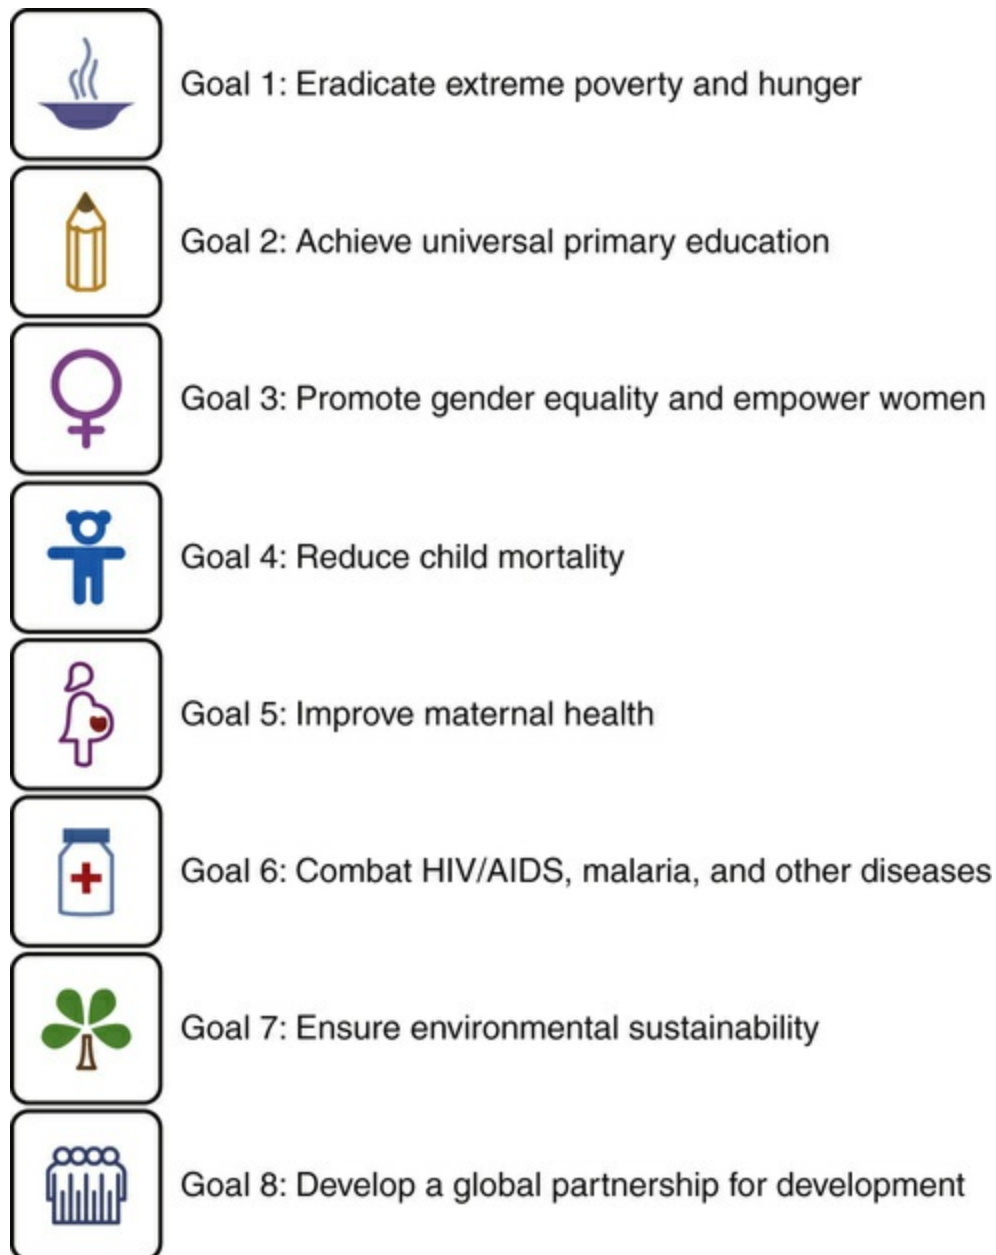 Goal 1: Eradicate extreme poverty and hunger
Goal 2: Achieve universal primary education
Goal 3: Promote gender equality and empower women
Goal 4: Reduce child mortality
Goal 5: Improve maternal health
Goal 6: Combat HIV/AIDS, malaria, and other diseases
Goal 7: Ensure environmental sustainability
Goal 8: Develop a global partnership for development